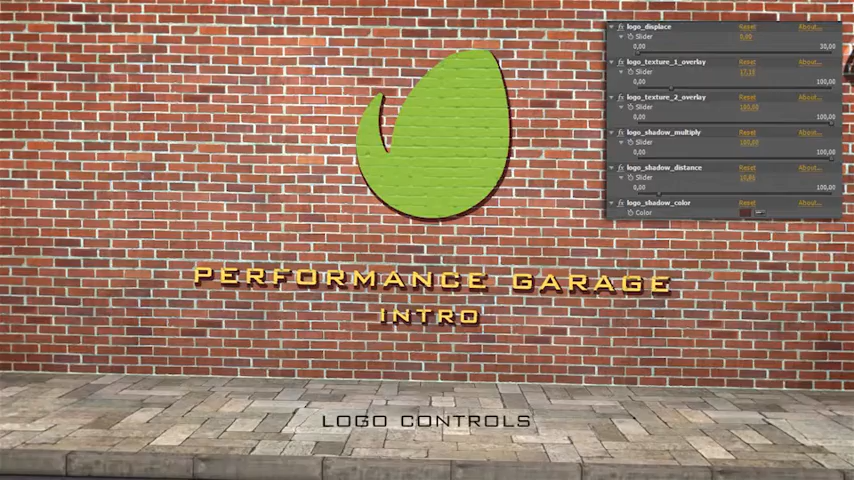 logo_displace Reset About...
Slider 0,00
0,00 30,00
logo_texture_1_overlay Reset About...
Slider
0,00 100,00
logo_texture_2_overlay Reset About...
Slider 100,00
0,00 100,00
logo_shadow_multiply Reset About...
Slider 100,00
0,00 100,00
logo_shadow_distance Reset About...
Slider
0,00 100,00
logo_shadow_color Reset About...
Color
PERFORMANCE GARAGE
INTRO
LOGO CONTROLS